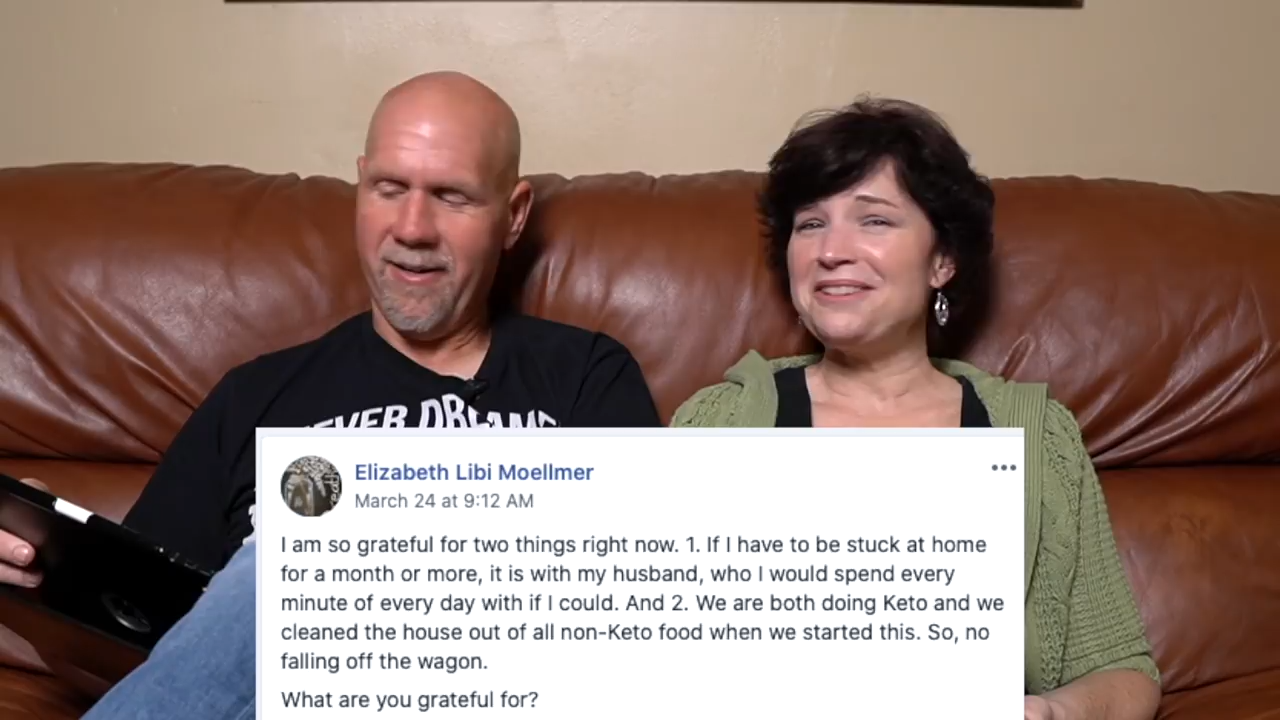 EVER DREAME
Elizabeth Libi Moellmer
March 24 at 9:12 AM
I am so grateful for two things right now. 1. If I have to be stuck at home
for a month or more, it is with my husband, who I would spend every
minute of every day with if I could. And 2. We are both doing Keto and we
cleaned the house out of all non-Keto food when we started this. So, no
falling off the wagon.
What are you grateful for?